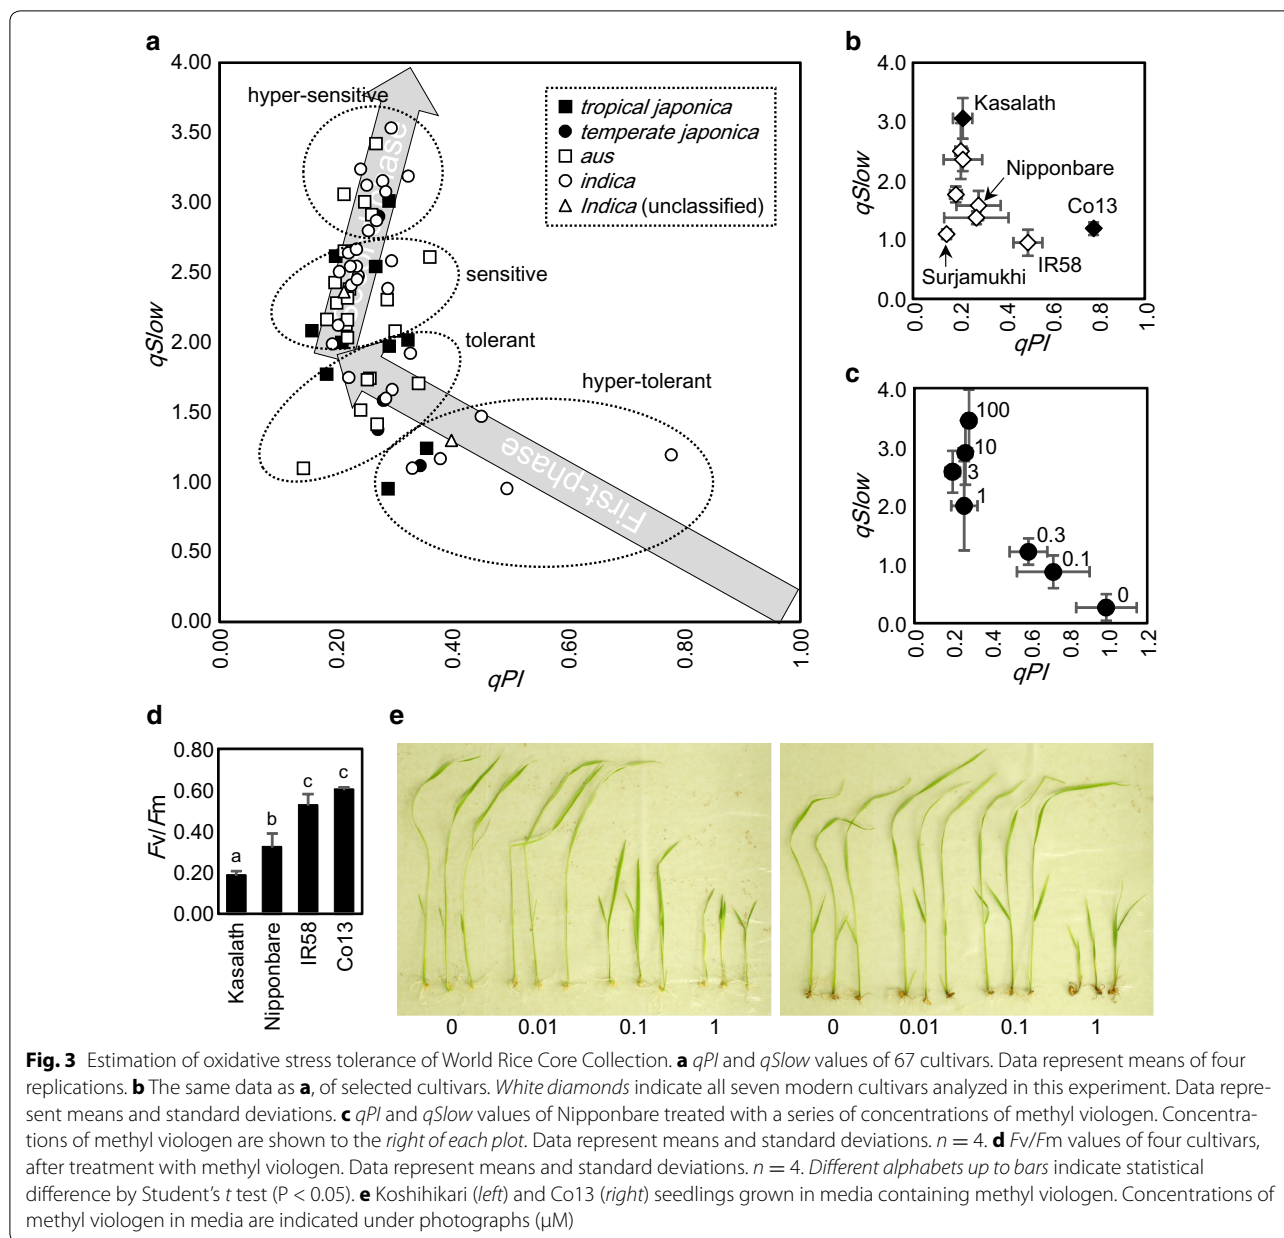 a
4.00
3.50
3.00
2.50
2.00
1.50
1.00
0.50
0.00
qSlow
0.00
0.20
0.40
0.60
0.80
1.00
qPI
hyper-sensitive
sensitive
tolerant
hyper-tolerant
First-phase
tropical japonica
temperate japonica
aus
indica
Indica (unclassified)
b
4.0
3.0
2.0
1.0
0.0
qSlow
Kasalath
Nipponbare
Co13
IR58
Surjamukhi
0.0
0.2
0.4
0.6
0.8
1.0
qPI
c
4.0
3.0
2.0
1.0
0.0
qSlow
100
10
3
1
0.3
0.1
0
0.0
0.2
0.4
0.6
0.8
1.0
1.2
qPI
d
0.80
0.60
0.40
0.20
0.00
Fv/Fm
a
b
c
c
Kasalath
Nipponbare
IR58
Co13
e
0 0.01 0.1 1
0 0.01 0.1 1
Fig. 3 Estimation of oxidative stress tolerance of World Rice Core Collection. a qPI and qSlow values of 67 cultivars. Data represent means of four
replications. b The same data as a, of selected cultivars. White diamonds indicate all seven modern cultivars analyzed in this experiment. Data repre-
sent means and standard deviations. c qPI and qSlow values of Nipponbare treated with a series of concentrations of methyl viologen. Concentra-
tions of methyl viologen are shown to the right of each plot. Data represent means and standard deviations. n = 4. d Fv/Fm values of four cultivars,
after treatment with methyl viologen. Data represent means and standard deviations. n = 4. Different alphabets up to bars indicate statistical
difference by Student's t test (P < 0.05). e Koshihikari (left) and Co13 (right) seedlings grown in media containing methyl viologen. Concentrations of
methyl viologen in media are indicated under photographs (μM)